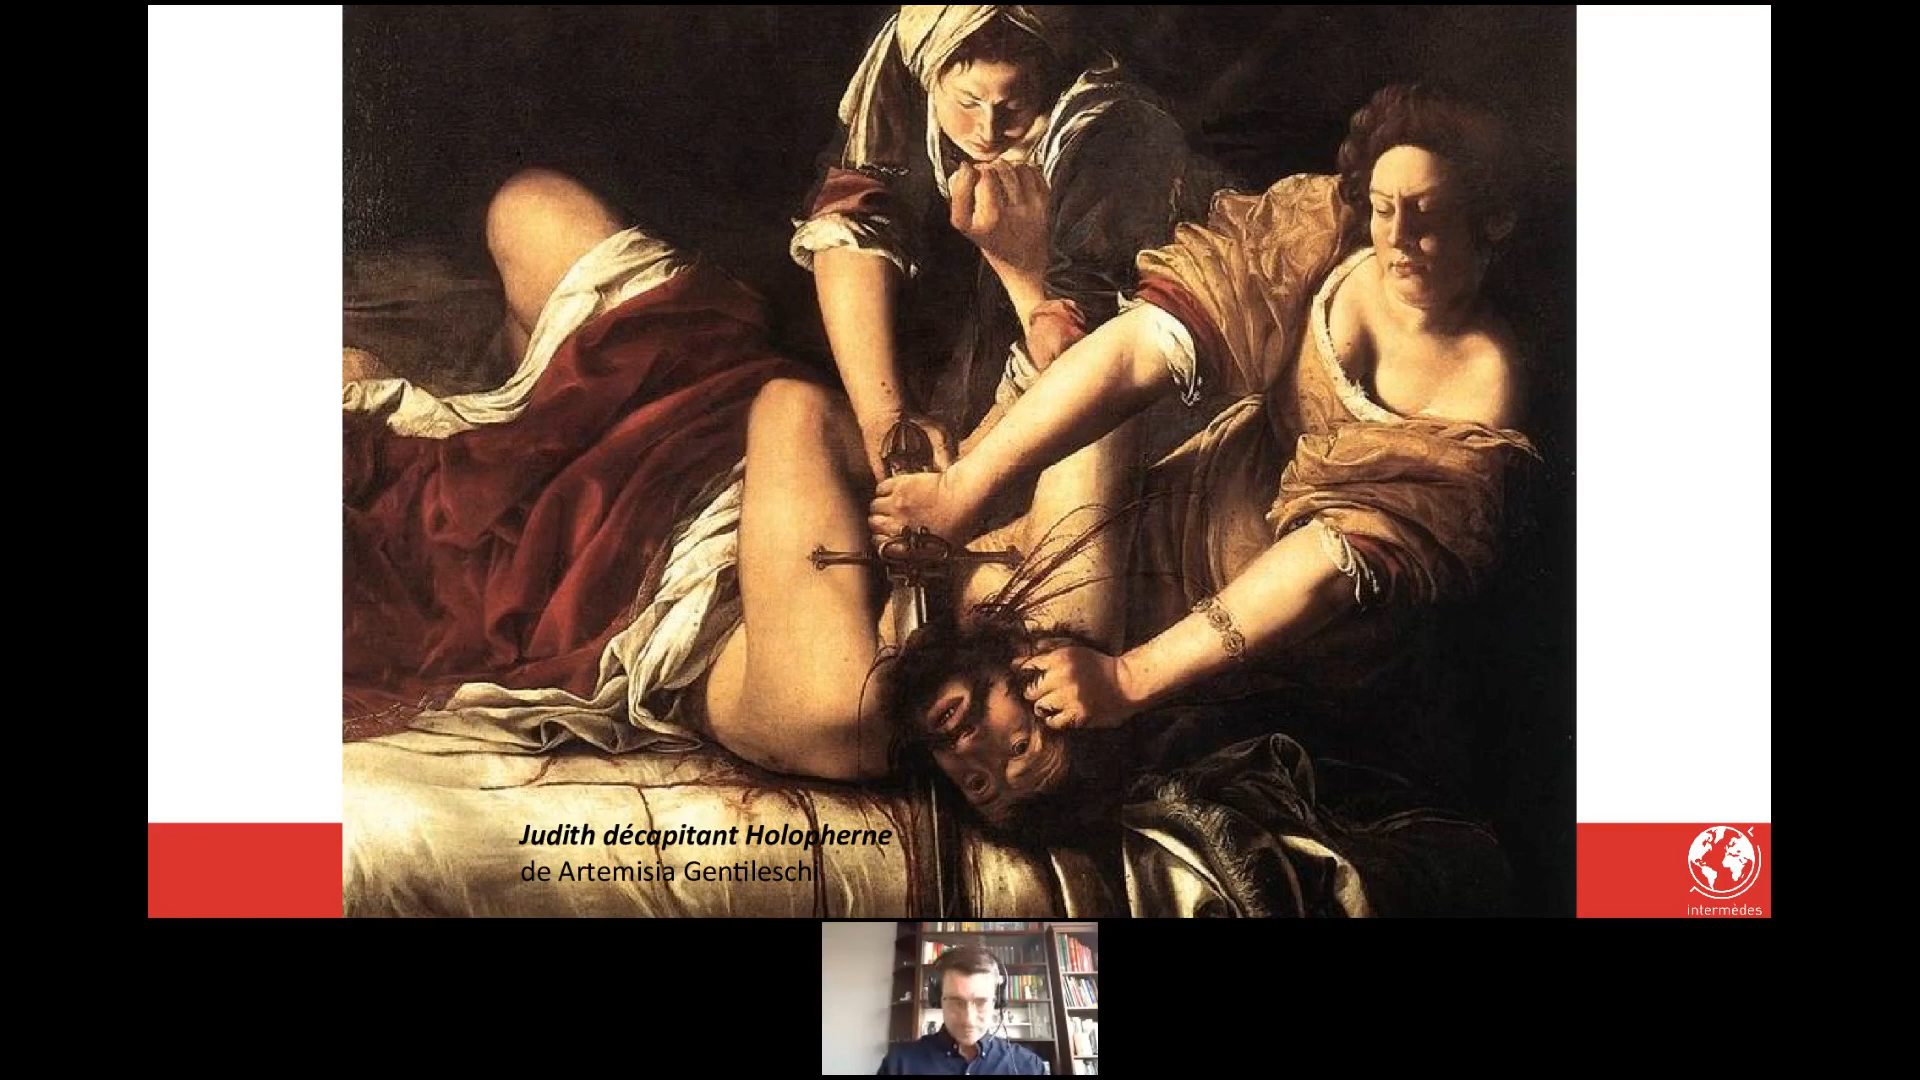 Judith décapitant Holopherne
de Artemisia Gentileschi
intermèdes